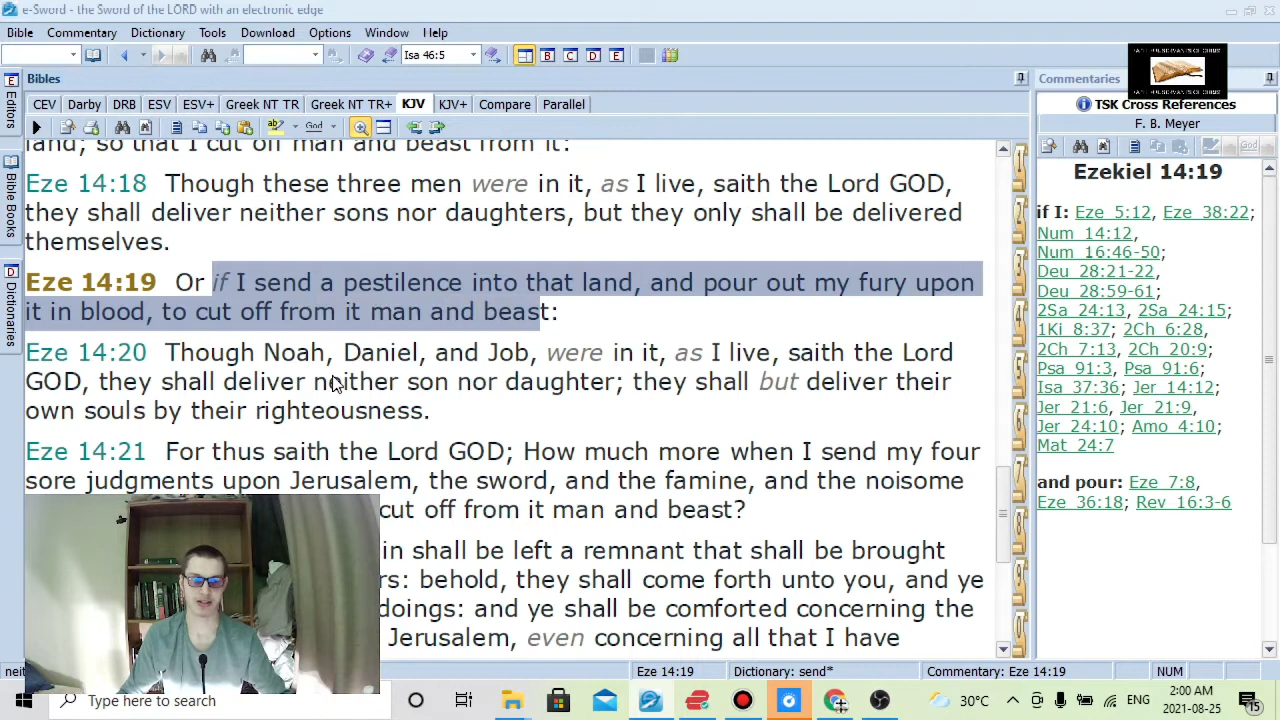 e-Sword - the Sword of the LORD with an electronic edge
Bible Commentary Dictionary Tools Download Options Window Help
Isa 46:5 B C D E
Bibles
Commentaries
CEV Darby DRB ESV ESV+ Greek NT TR Greek NT TR+ KJV KJV+ Compare Parallel
TSK Cross References
F. B. Meyer
Editors
Bible Books
Dictionaries
land; so that I cut off man and beast from it:
Eze 14:18 Though these three men were in it, as I live, saith the Lord GOD,
they shall deliver neither sons nor daughters, but they only shall be delivered
themselves.
Eze 14:19 Or if I send a pestilence into that land, and pour out my fury upon
it in blood, to cut off from it man and beast:
Eze 14:20 Though Noah, Daniel, and Job, were in it, as I live, saith the Lord
GOD, they shall deliver neither son nor daughter; they shall but deliver their
own souls by their righteousness.
Eze 14:21 For thus saith the Lord GOD; How much more when I send my four
sore judgments upon Jerusalem, the sword, and the famine, and the noisome
cut off from it man and beast?
in shall be left a remnant that shall be brought
rs: behold, they shall come forth unto you, and ye
doings: and ye shall be comforted concerning the
Jerusalem, even concerning all that I have
Ezekiel 14:19
if I: Eze 5:12, Eze 38:22;
Num 14:12,
Num 16:46-50;
Deu 28:21-22,
Deu 28:59-61;
2Sa 24:13, 2Sa 24:15;
1Ki 8:37; 2Ch 6:28,
2Ch 7:13, 2Ch 20:9;
Psa 91:3, Psa 91:6;
Isa 37:36; Jer 14:12,
Jer 21:6, Jer 21:9,
Jer 24:10; Amo 4:10;
Mat 24:7
and pour: Eze 7:8,
Eze 36:18; Rev 16:3-6
Eze 14:19 Dictionary: send* Commentary: Eze 14:19 NUM
Type here to search
30°C ENG 2:00 AM
2021-08-25
15